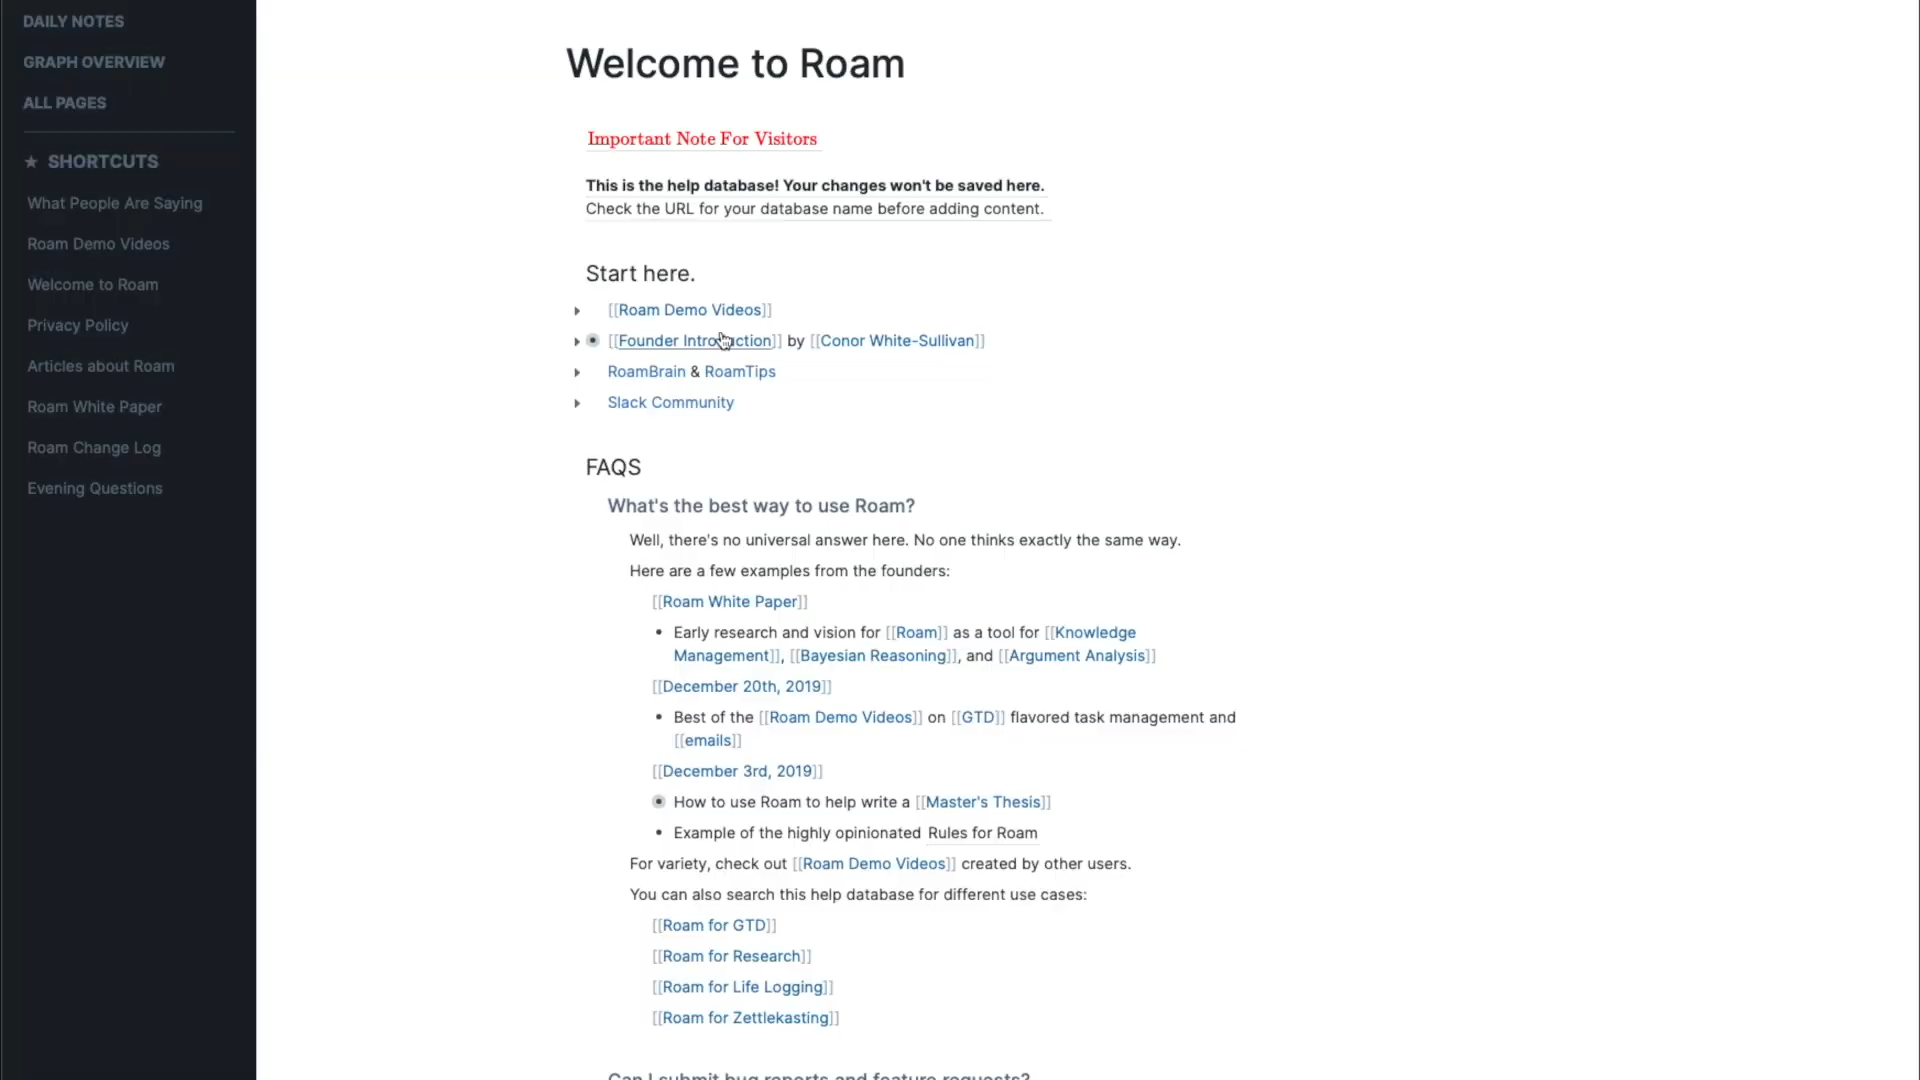 DAILY NOTES
GRAPH OVERVIEW
ALL PAGES
★ SHORTCUTS
What People Are Saying
Roam Demo Videos
Welcome to Roam
Privacy Policy
Articles about Roam
Roam White Paper
Roam Change Log
Evening Questions
Welcome to Roam
Important Note For Visitors
This is the help database! Your changes won't be saved here.
Check the URL for your database name before adding content.
Start here.
[[Roam Demo Videos]]
[[Founder Introduction]] by [[Conor White-Sullivan]]
RoamBrain & RoamTips
Slack Community
FAQS
What's the best way to use Roam?
Well, there's no universal answer here. No one thinks exactly the same way.
Here are a few examples from the founders:
[[Roam White Paper]]
• Early research and vision for [[Roam]] as a tool for [[Knowledge
Management]], [[Bayesian Reasoning]], and [[Argument Analysis]]
[[December 20th, 2019]]
• Best of the [[Roam Demo Videos]] on [[GTD]] flavored task management and
[[emails]]
[[December 3rd, 2019]]
• How to use Roam to help write a [[Master's Thesis]]
• Example of the highly opinionated Rules for Roam
For variety, check out [[Roam Demo Videos]] created by other users.
You can also search this help database for different use cases:
[[Roam for GTD]]
[[Roam for Research]]
[[Roam for Life Logging]]
[[Roam for Zettlekasting]]
Can I submit bug reports and feature requests?